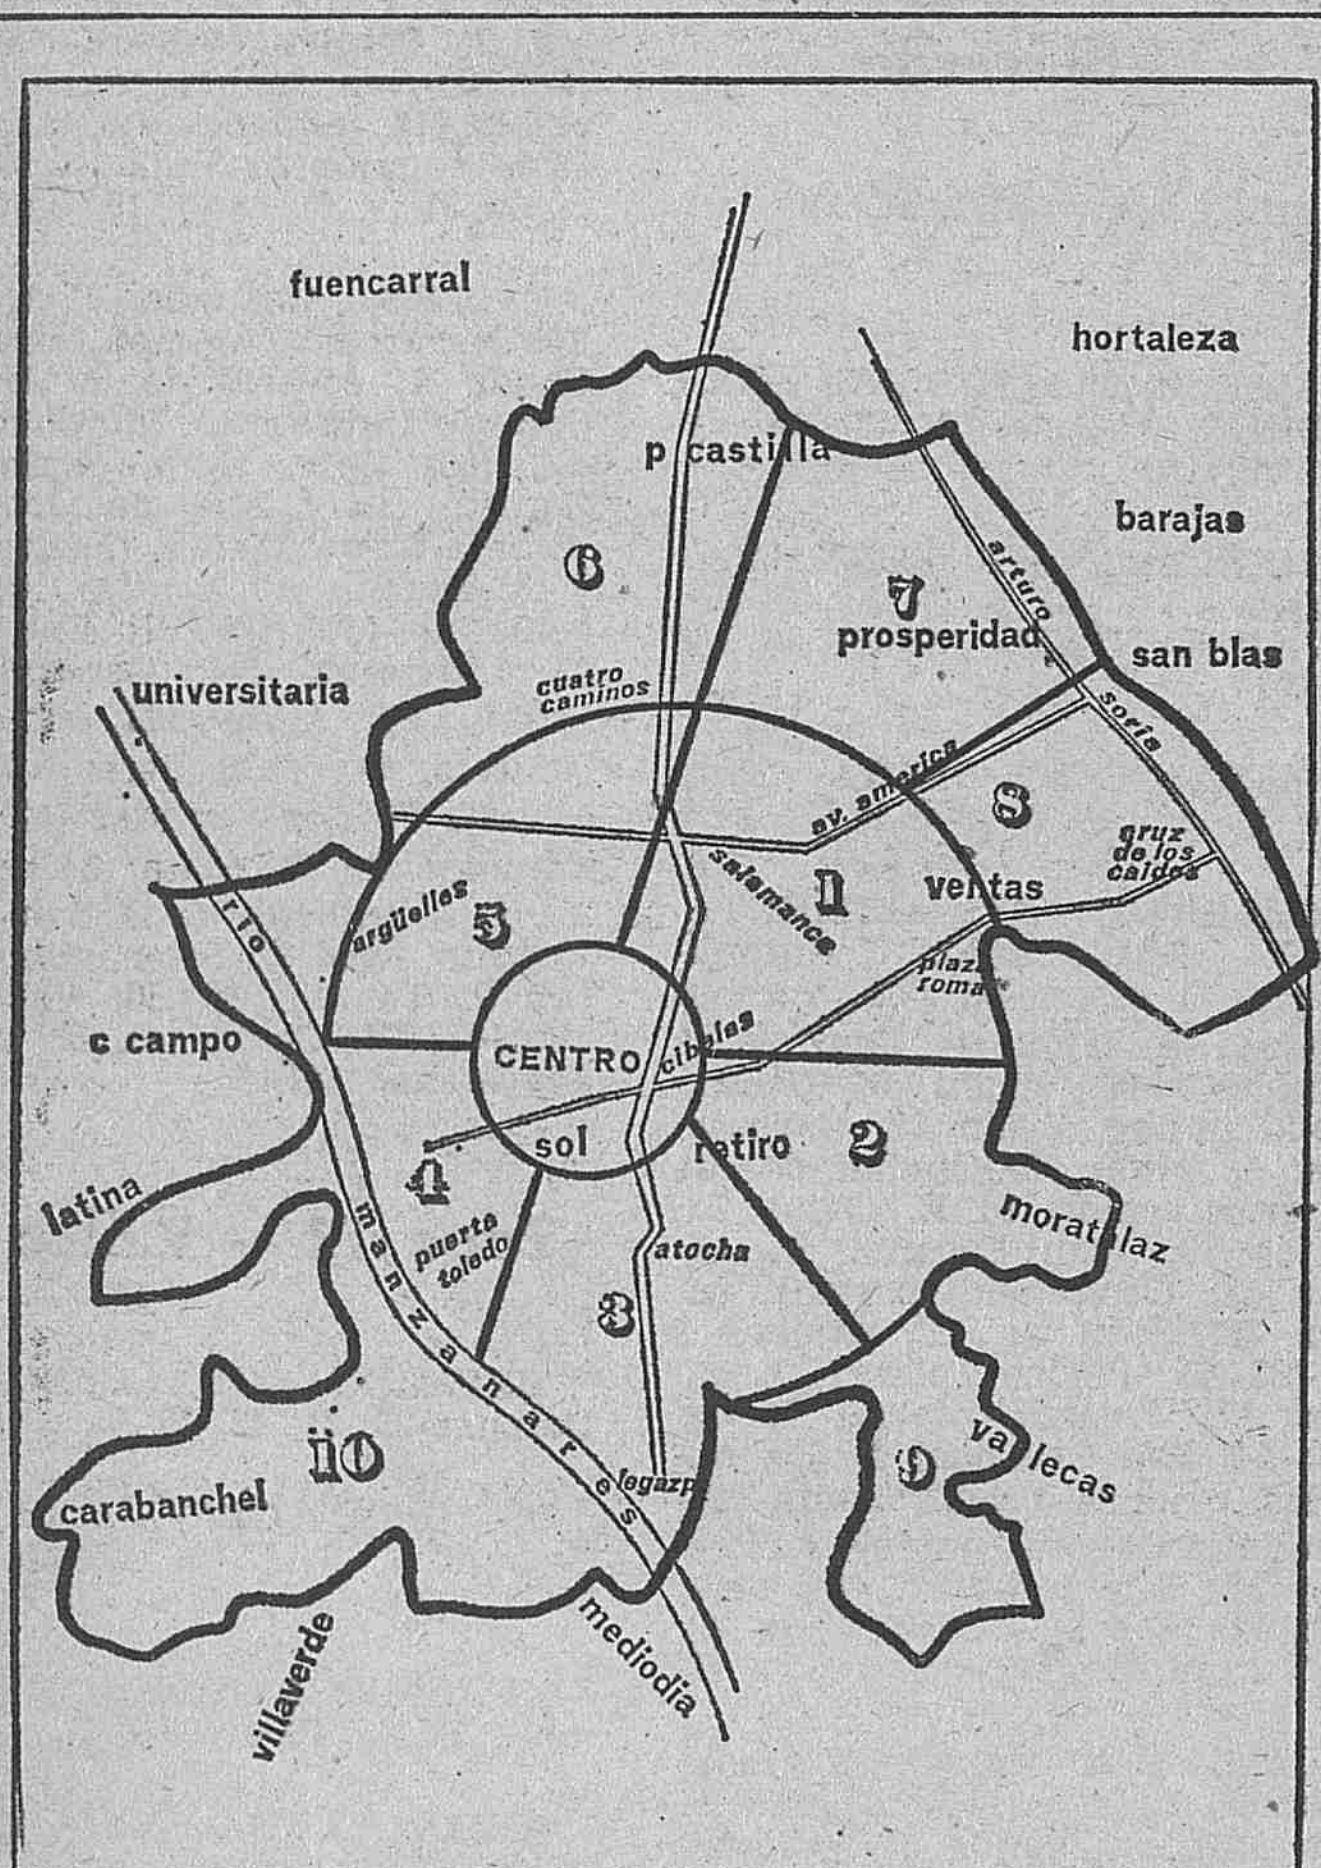 fuencarral
hortaleza
p castilla
barajas
6
7
arturo
prosperidad
san blas
universitaria
cuatro
caminos
soria
av. america
8
cruz
de los
caidos
salamanca
1
ventas
argüelles
5
rio
plaza
roma
c campo
CENTRO
cibeles
sol
retiro
2
4
latina
manzanares
puerta
toledo
moratalaz
atocha
3
vallecas
9
10
legazpi
carabanchel
mediodia
villaverde